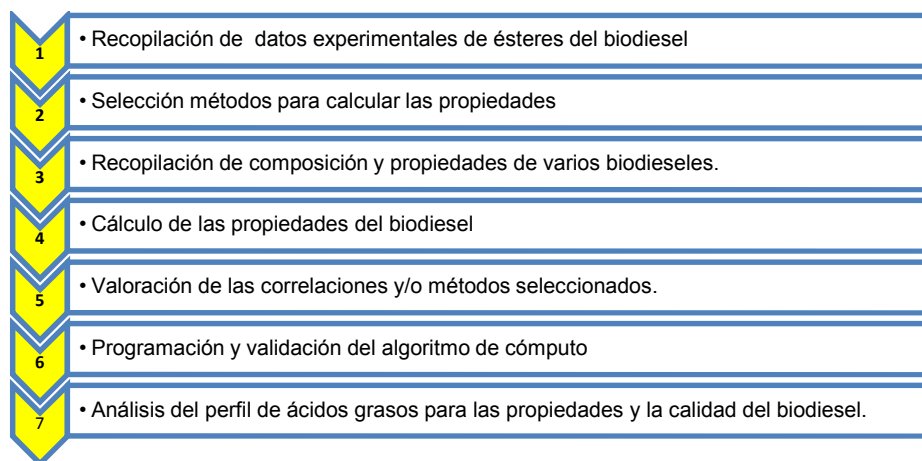 1 • Recopilación de datos experimentales de ésteres del biodiesel
2 • Selección métodos para calcular las propiedades
3 • Recopilación de composición y propiedades de varios biodieseles.
4 • Cálculo de las propiedades del biodiesel
5 • Valoración de las correlaciones y/o métodos seleccionados.
6 • Programación y validación del algoritmo de cómputo
7 • Análisis del perfil de ácidos grasos para las propiedades y la calidad del biodiesel.